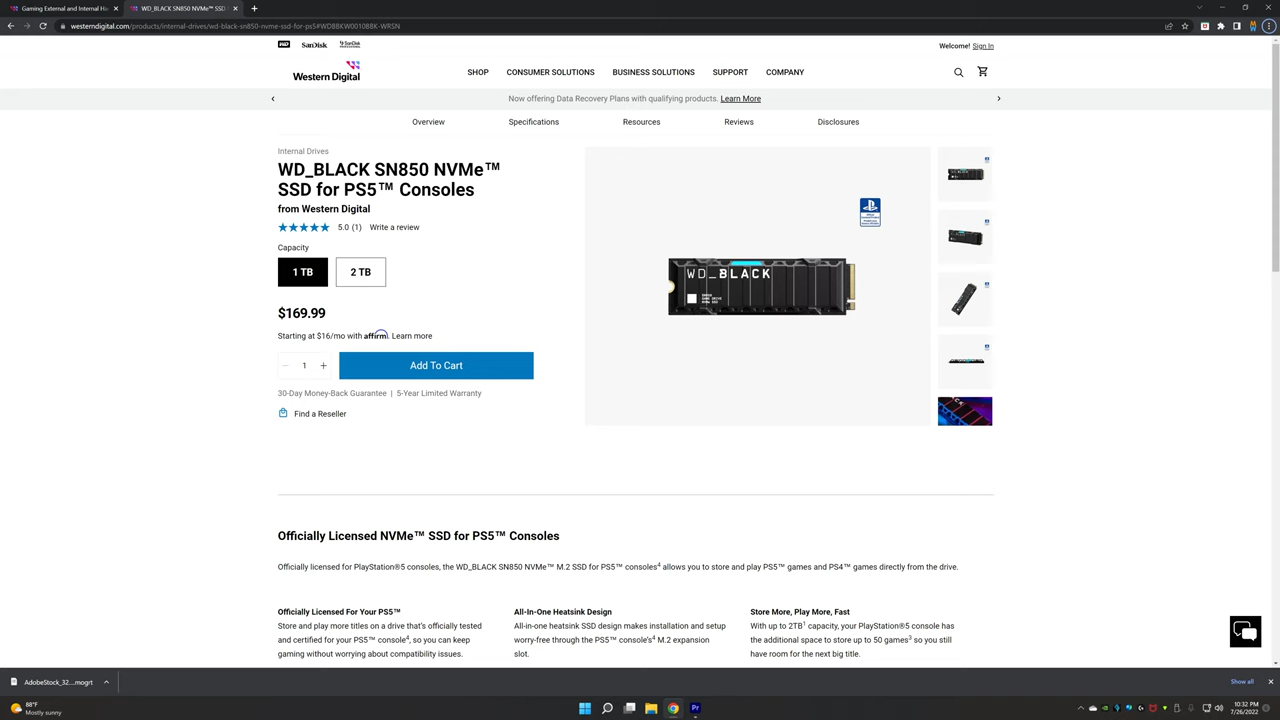 Gaming External and Internal Ha
WD_BLACK SN850 NVMe™ SSD
westerndigital.com/products/internal-drives/wd-black-sn850-nvme-ssd-for-ps5#WDBBKW0010BBK-WRSN
WD
SanDisk
SanDisk PROFESSIONAL
Welcome! Sign In
Western Digital
SHOP CONSUMER SOLUTIONS BUSINESS SOLUTIONS SUPPORT COMPANY
Now offering Data Recovery Plans with qualifying products. Learn More
Overview Specifications Resources Reviews Disclosures
Internal Drives
WD_BLACK SN850 NVMe™
SSD for PS5™ Consoles
from Western Digital
5.0 (1) Write a review
Capacity
1 TB 2 TB
$169.99
Starting at $16/mo with affirm. Learn more
1
Add To Cart
30-Day Money-Back Guarantee | 5-Year Limited Warranty
Find a Reseller
WD_BLACK
SN850
GAME DRIVE
NVMe SSD
Officially Licensed NVMe™ SSD for PS5™ Consoles
Officially licensed for PlayStation®5 consoles, the WD_BLACK SN850 NVMe™ M.2 SSD for PS5™ consoles⁴ allows you to store and play PS5™ games and PS4™ games directly from the drive.
Officially Licensed For Your PS5™
Store and play more titles on a drive that's officially tested
and certified for your PS5™ console⁴, so you can keep
gaming without worrying about compatibility issues.
All-In-One Heatsink Design
All-in-one heatsink SSD design makes installation and setup
worry-free through the PS5™ console's⁴ M.2 expansion
slot.
Store More, Play More, Fast
With up to 2TB¹ capacity, your PlayStation®5 console has
the additional space to store up to 50 games³ so you still
have room for the next big title.
AdobeStock_32....mogrt
Show all
88°F
Mostly sunny
10:32 PM
7/26/2022